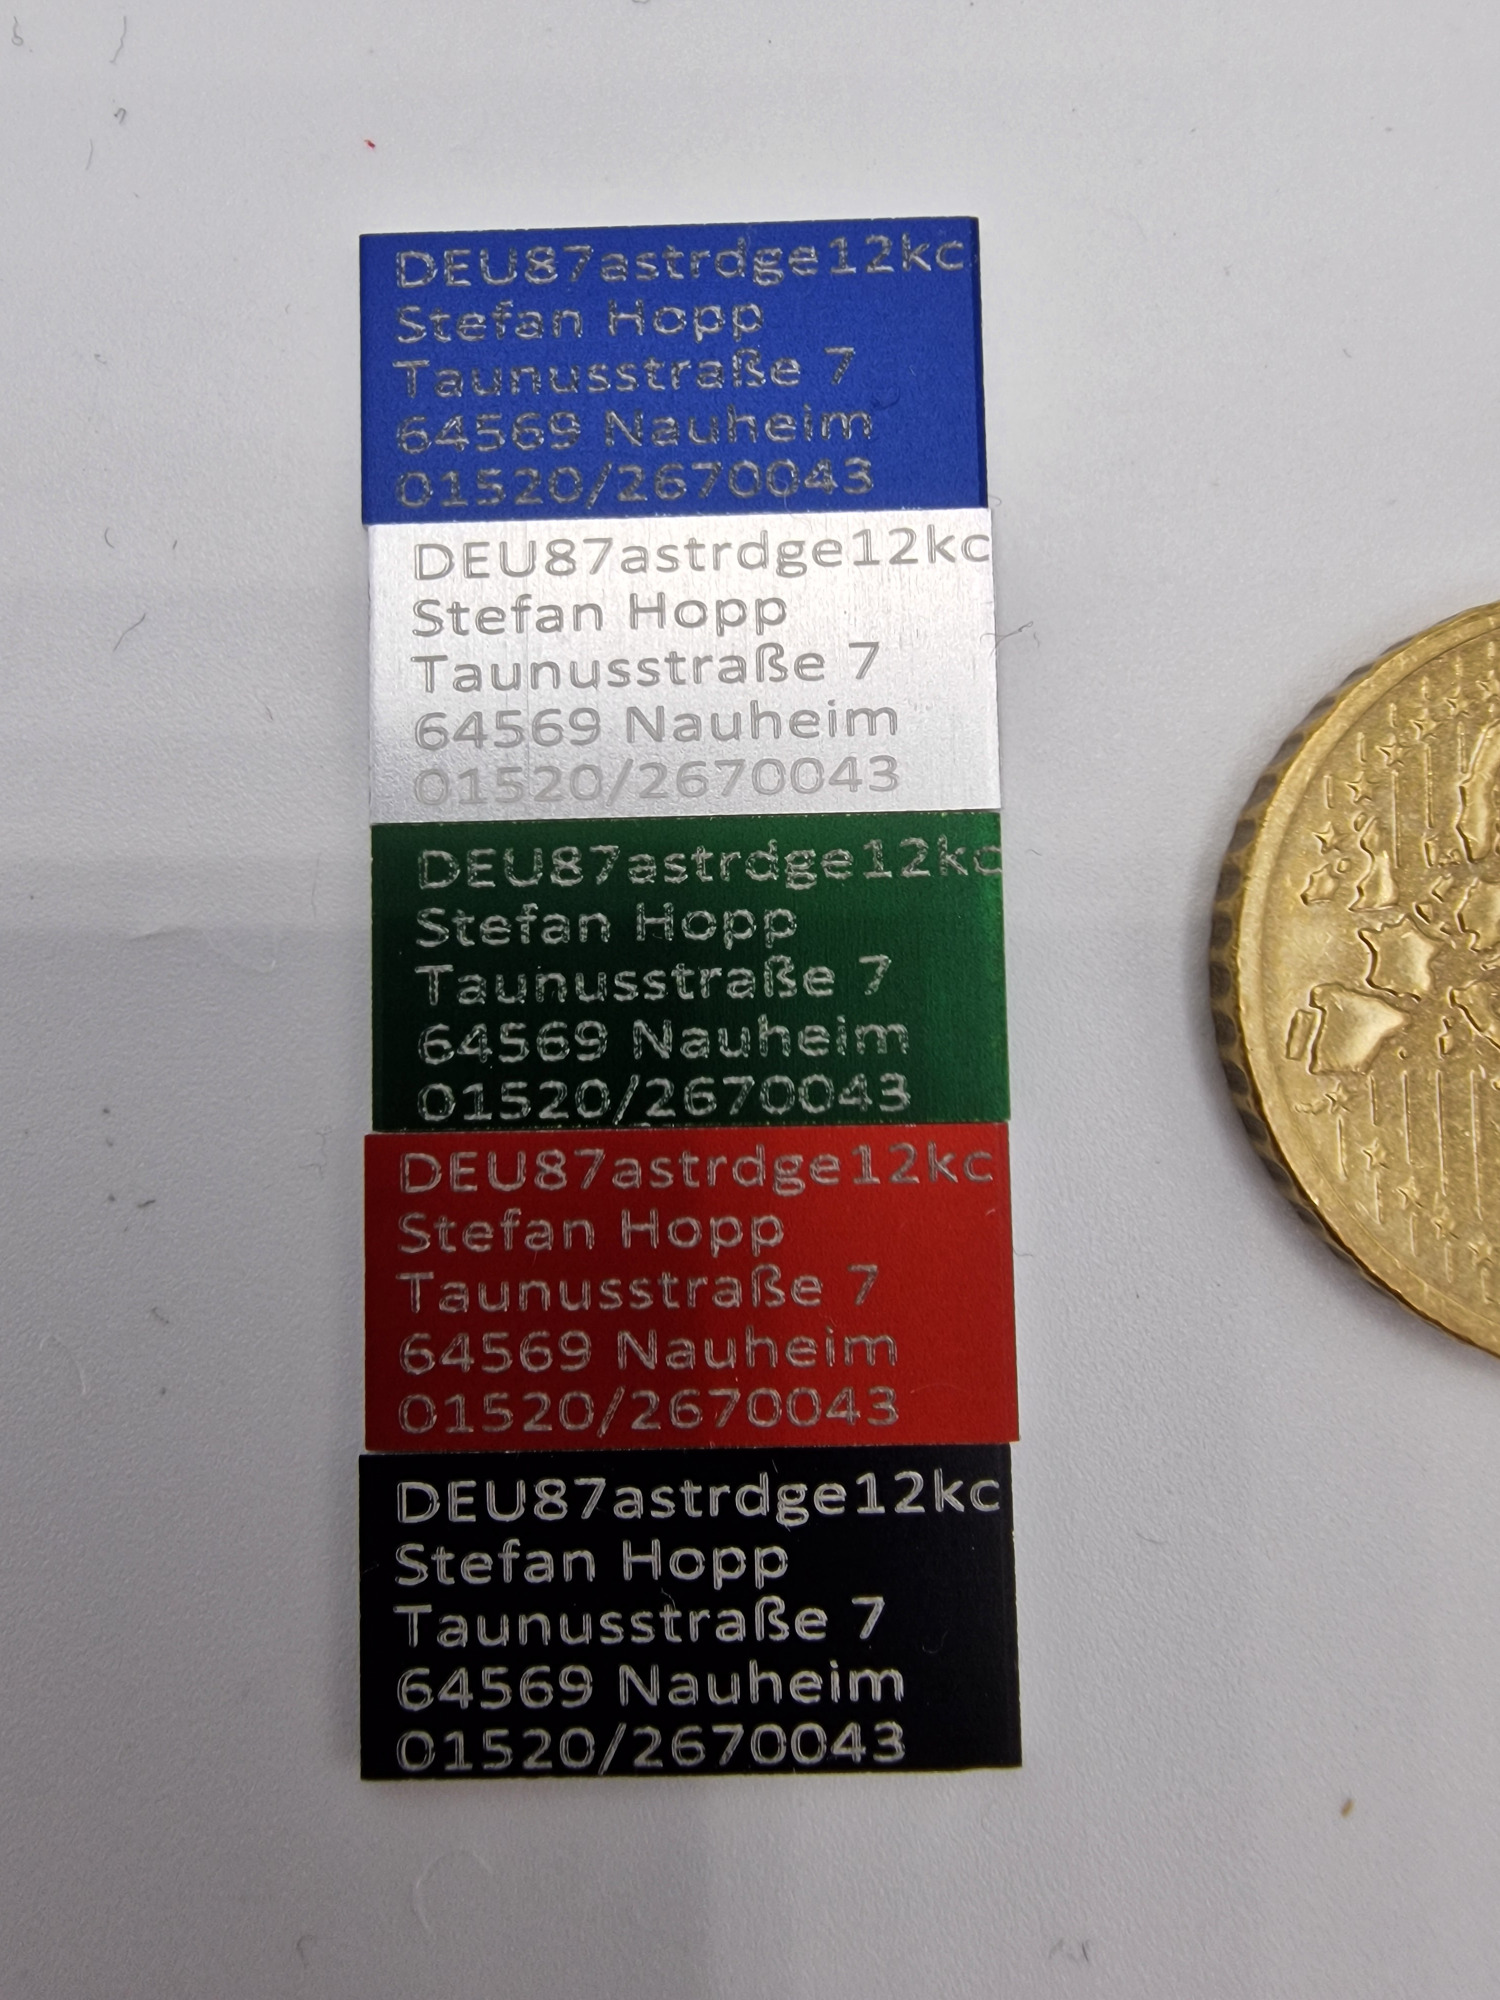 DEU87astrdge12kc
Stefan Hopp
Taunusstraße 7
64569 Nauheim
01520/2670043
DEU87astrdge12kc
Stefan Hopp
Taunusstraße 7
64569 Nauheim
01520/2670043
DEU87astrdge12kc
Stefan Hopp
Taunusstraße 7
64569 Nauheim
01520/2670043
DEU87astrdge12kc
Stefan Hopp
Taunusstraße 7
64569 Nauheim
01520/2670043
DEU87astrdge12kc
Stefan Hopp
Taunusstraße 7
64569 Nauheim
01520/2670043